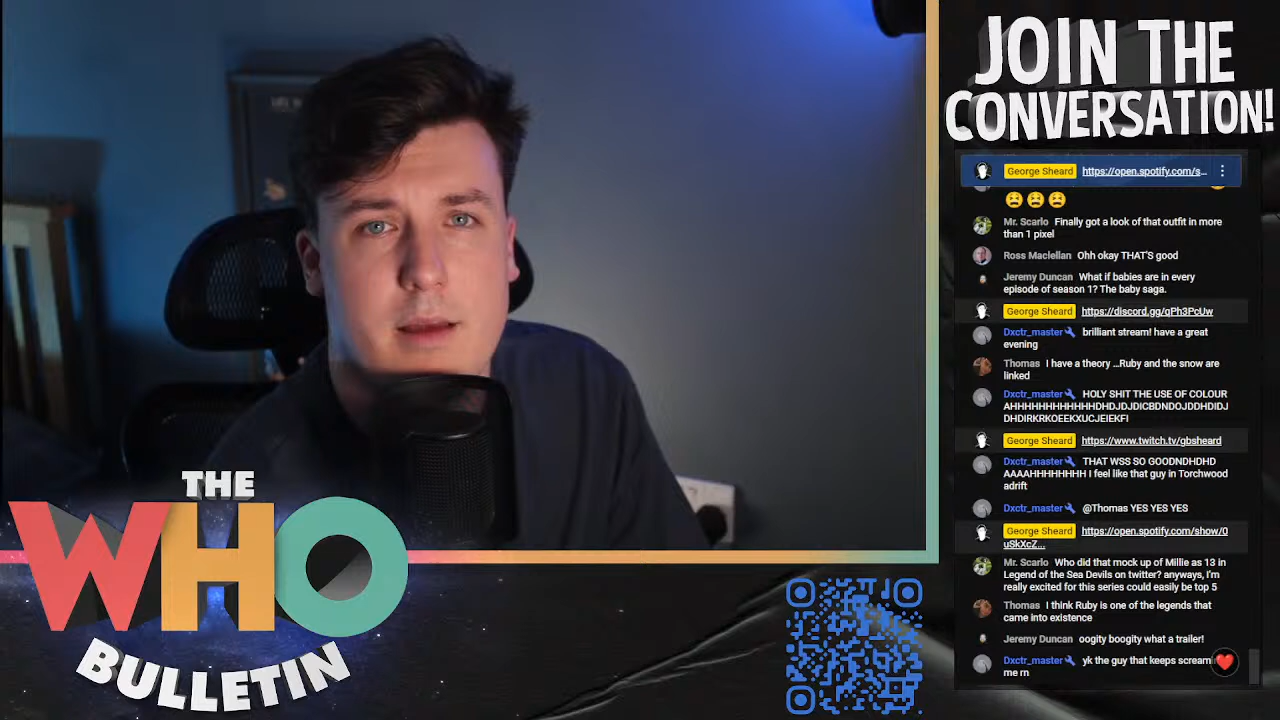 JOIN THE
CONVERSATION!
George Sheard https://open.spotify.com/s...
Mr. Scarlo Finally got a look of that outfit in more
than 1 pixel
Ross Maclellan Ohh okay THAT'S good
Jeremy Duncan What if babies are in every
episode of season 1? The baby saga.
George Sheard https://discord.gg/qPh3PcUw
Dxctr_master brilliant stream! have a great
evening
Thomas I have a theory ...Ruby and the snow are
linked
Dxctr_master HOLY SHIT THE USE OF COLOUR
AHHHHHHHHHHHHDHDJDJDICBDNDOJDDHDIDJ
DHDIRKRKOEEKXUCJEIEKFI
George Sheard https://www.twitch.tv/gbsheard
Dxctr_master THAT WSS SO GOODNDHDHD
AAAAHHHHHHHH I feel like that guy in Torchwood
adrift
Dxctr_master @Thomas YES YES YES
George Sheard https://open.spotify.com/show/0
uSkXcZ...
Mr. Scarlo Who did that mock up of Millie as 13 in
Legend of the Sea Devils on twitter? anyways, I'm
really excited for this series could easily be top 5
Thomas I think Ruby is one of the legends that
came into existence
Jeremy Duncan oogity boogity what a trailer!
Dxctr_master yk the guy that keeps scream
me rn
THE
WHO
BULLETIN